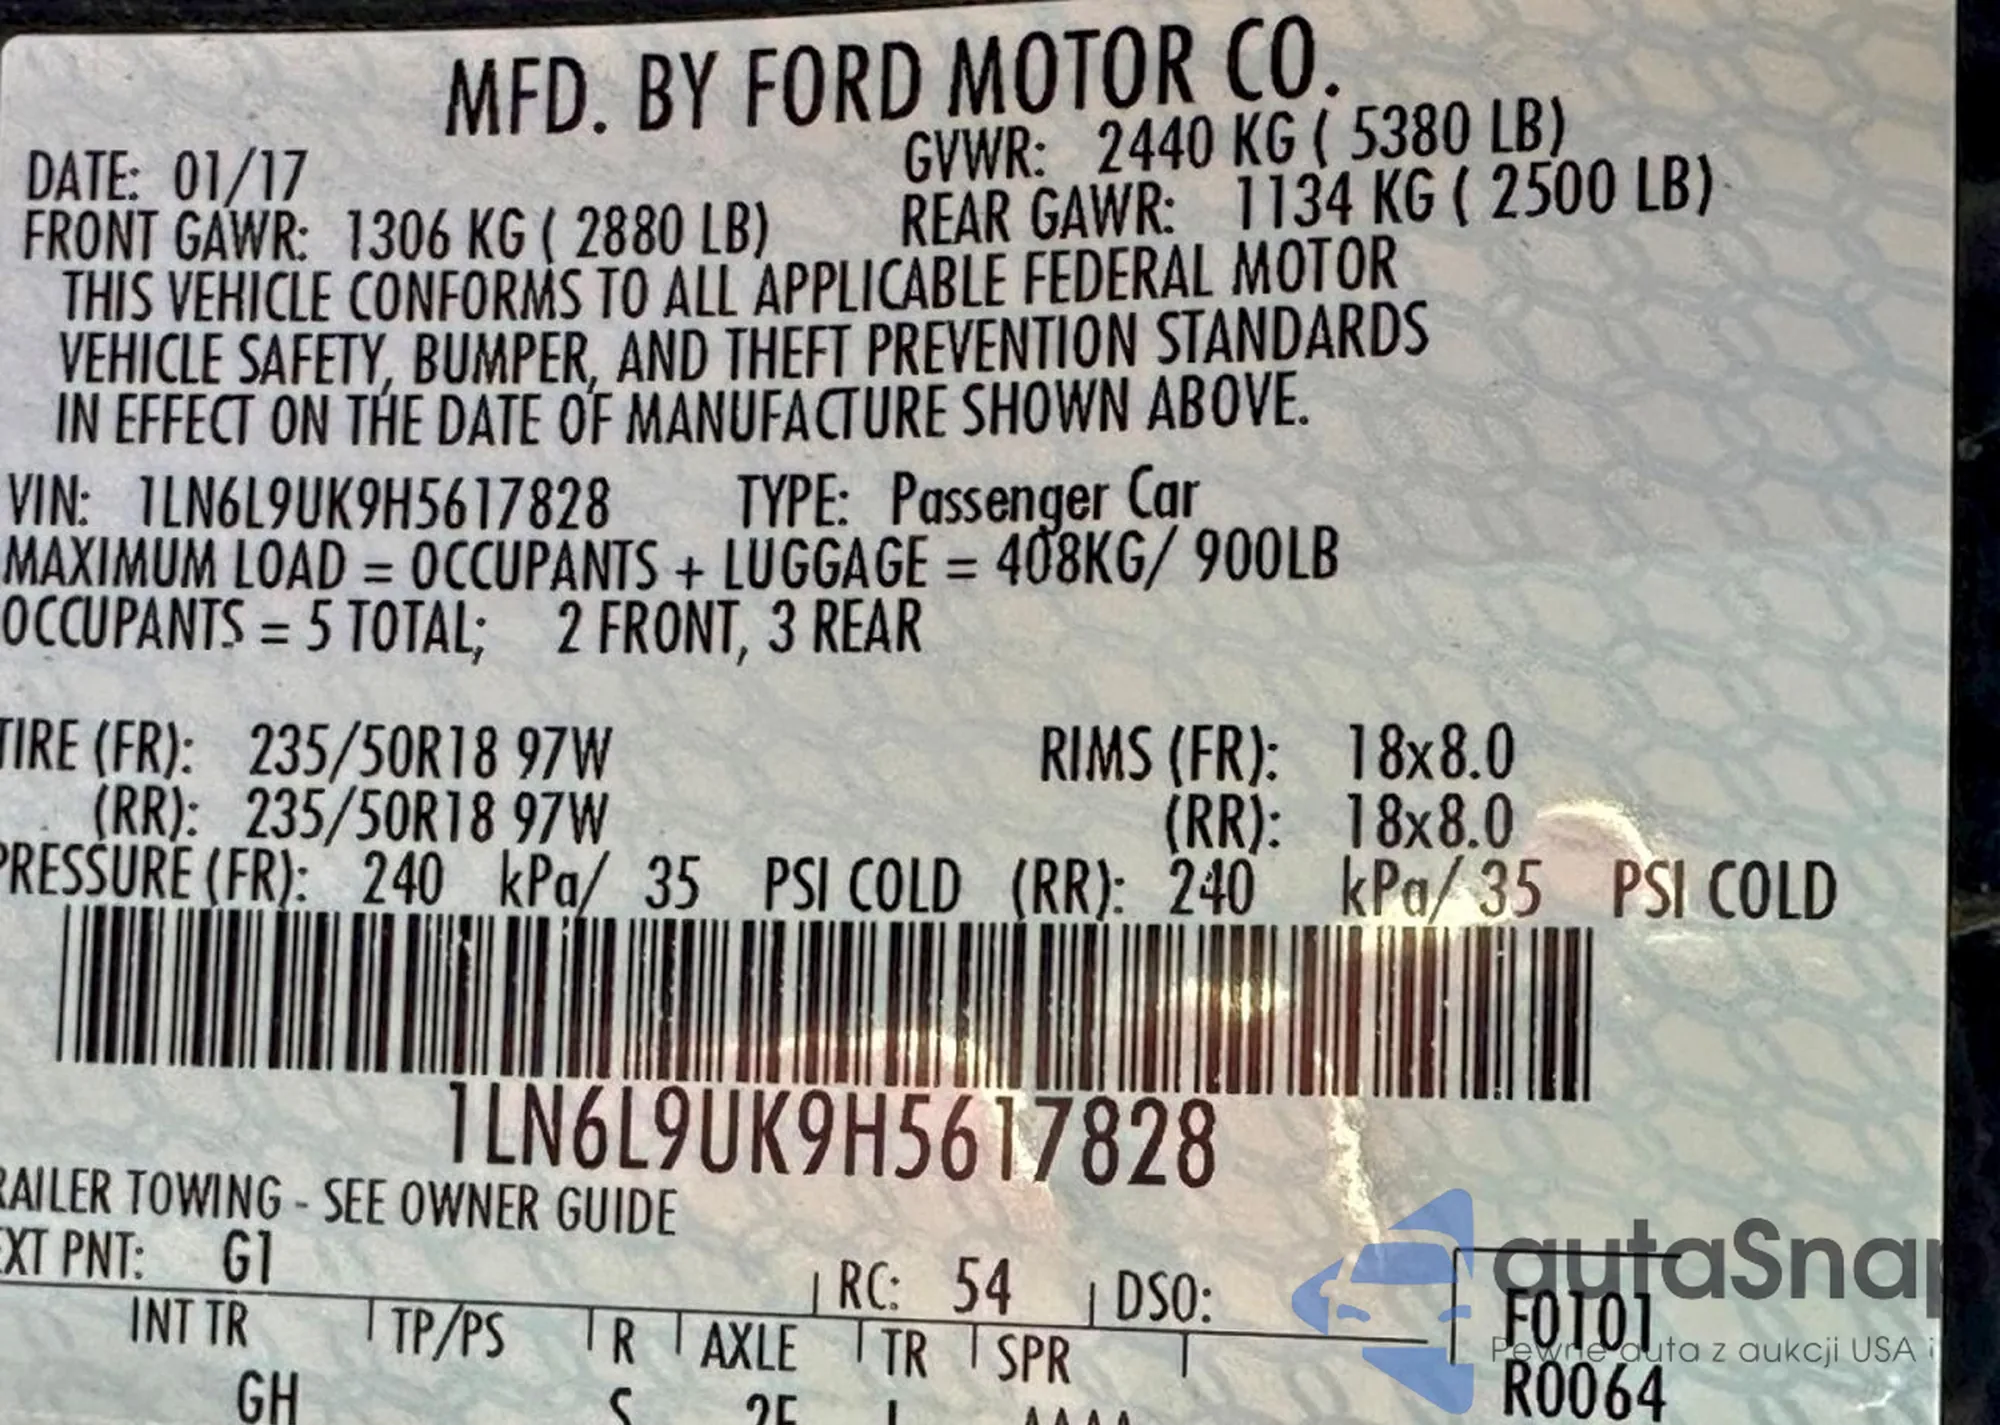 MFD. BY FORD MOTOR CO.
DATE: 01/17 GVWR: 2440 KG ( 5380 LB)
FRONT GAWR: 1306 KG ( 2880 LB) REAR GAWR: 1134 KG ( 2500 LB)
THIS VEHICLE CONFORMS TO ALL APPLICABLE FEDERAL MOTOR
VEHICLE SAFETY, BUMPER, AND THEFT PREVENTION STANDARDS
IN EFFECT ON THE DATE OF MANUFACTURE SHOWN ABOVE.
VIN: 1LN6L9UK9H5617828 TYPE: Passenger Car
MAXIMUM LOAD = OCCUPANTS + LUGGAGE = 408KG/ 900LB
OCCUPANTS = 5 TOTAL; 2 FRONT, 3 REAR
TIRE (FR): 235/50R18 97W RIMS (FR): 18x8.0
(RR): 235/50R18 97W (RR): 18x8.0
PRESSURE (FR): 240 kPa/ 35 PSI COLD (RR): 240 kPa/ 35 PSI COLD
1LN6L9UK9H5617828
RAILER TOWING - SEE OWNER GUIDE
EXT PNT: G1 RC: 54 DSO:
INT TR TP/PS R AXLE TR SPR
GH S
F0101
R0064
autaSnap
Pewne auta z aukcji USA i